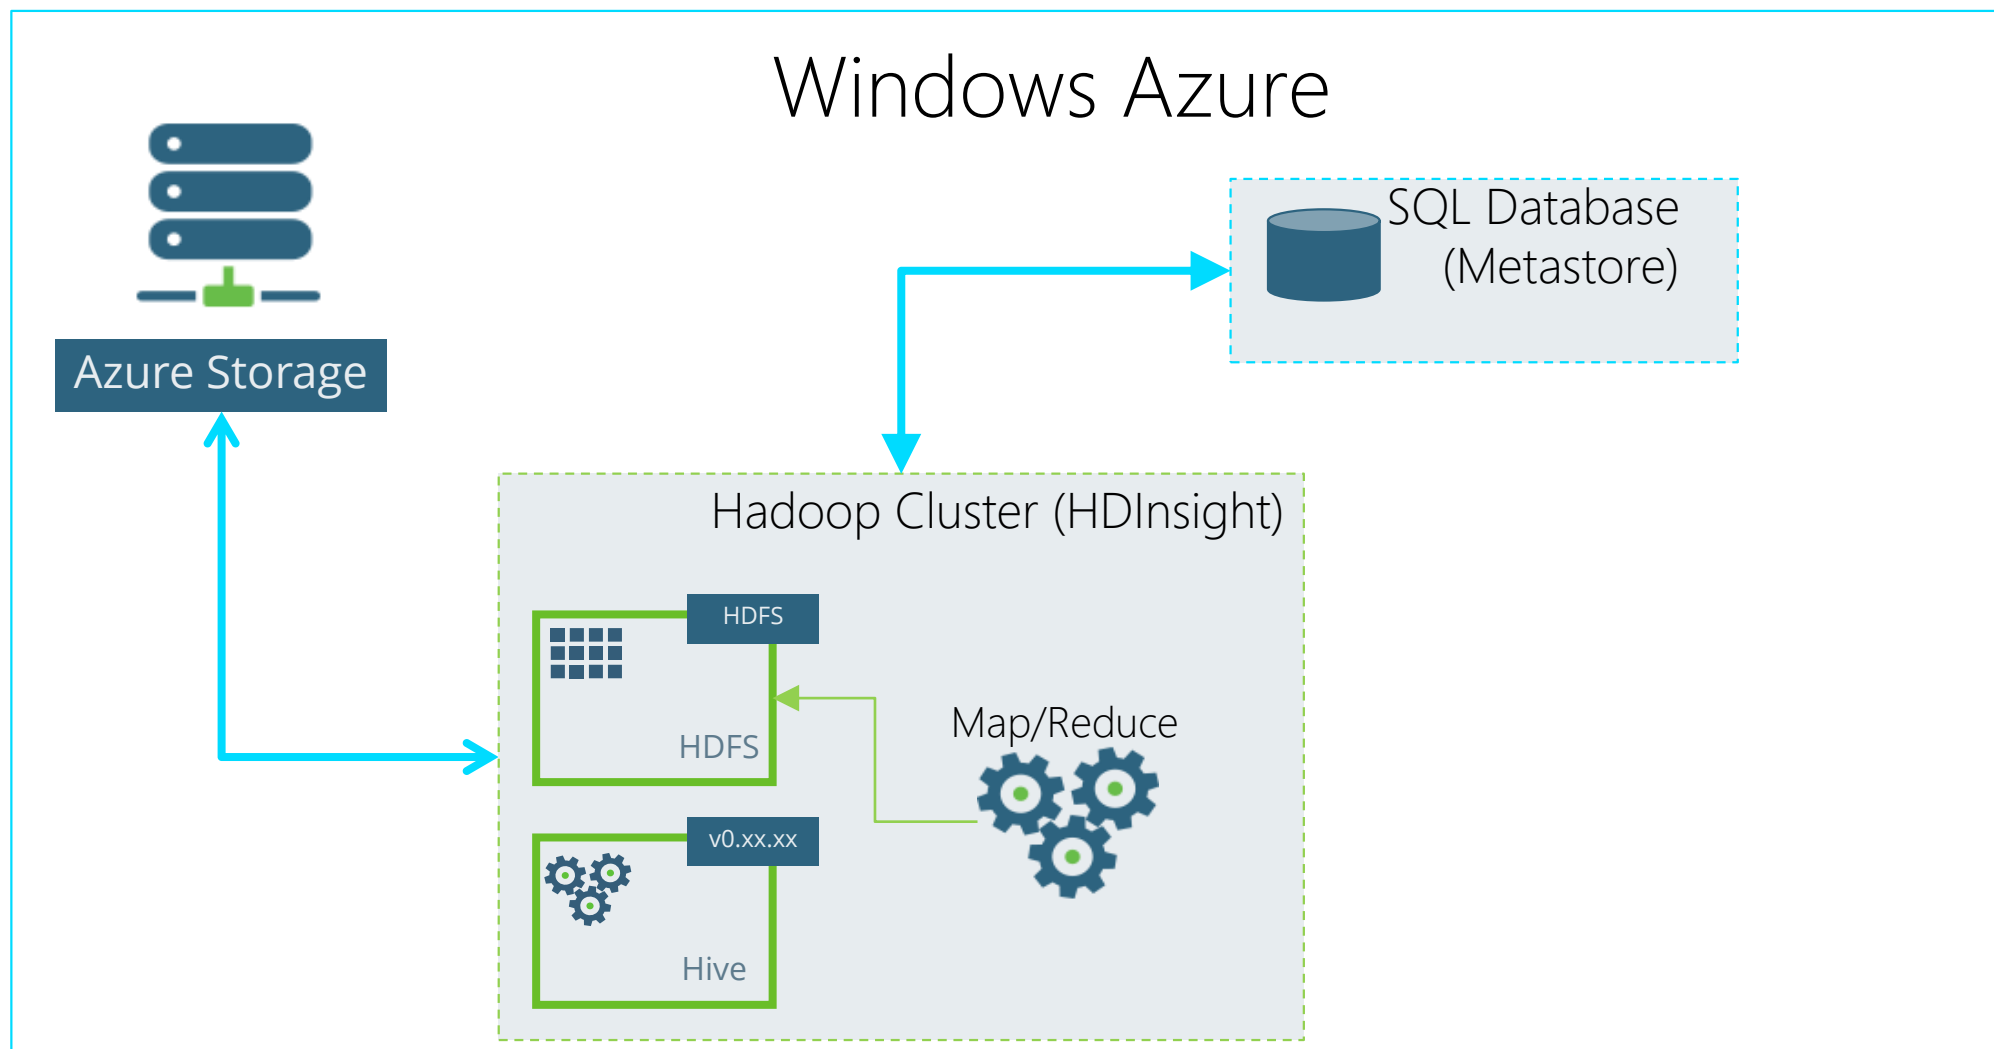 Windows Azure
SQL Database
(Metastore)
Azure Storage
Hadoop Cluster (HDInsight)
HDFS
HDFS
Map/Reduce
v0.xx.xx
Hive